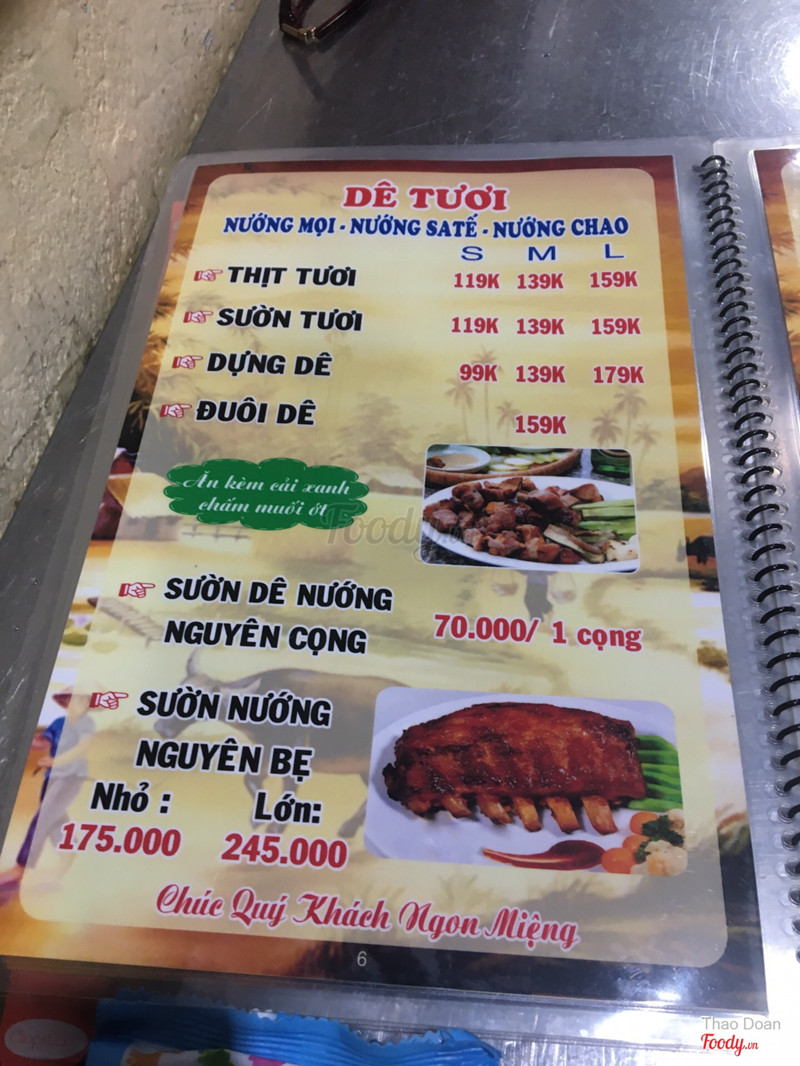 DÊ TƯƠI
NƯỚNG MỌI - NƯỚNG SATẾ - NƯỚNG CHAO
S M L
THỊT TƯƠI 119K 139K 159K
SƯỜN TƯƠI 119K 139K 159K
DỰNG DÊ 99K 139K 179K
ĐUÔI DÊ 159K
Ăn kèm cải xanh
chấm muối ớt
Foody.vn
SƯỜN DÊ NƯỚNG
NGUYÊN CỌNG 70.000/ 1 cọng
SƯỜN NƯỚNG
NGUYÊN BẸ
Nhỏ : Lớn:
175.000 245.000
Chúc Quý Khách Ngon Miệng
6
Thao Doan
Foody.vn